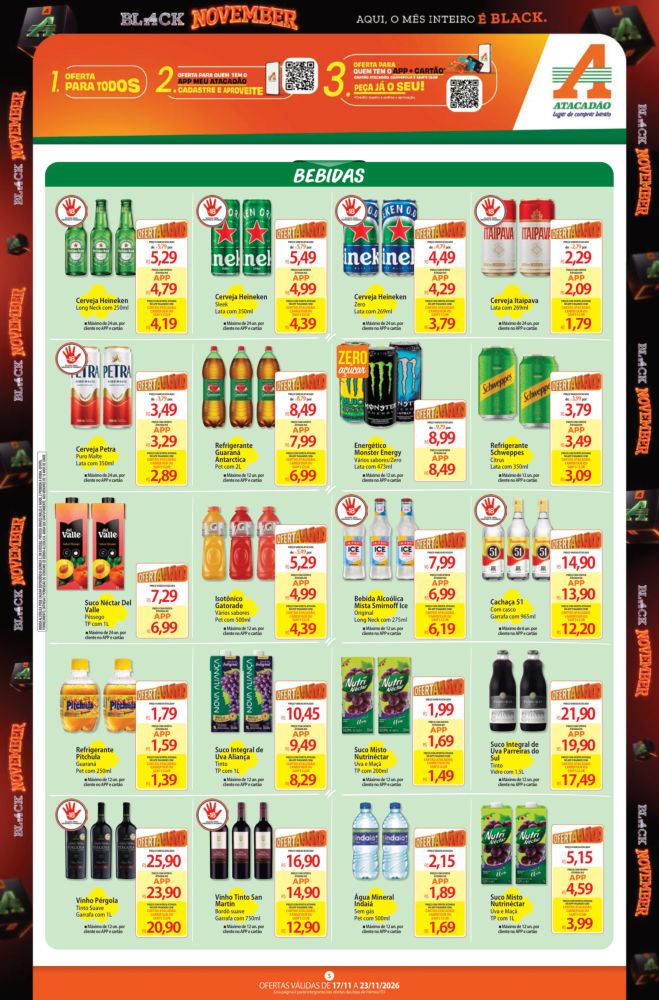 BLACK NOVEMBER
AQUI, O MÊS INTEIRO É BLACK.
1. OFERTA PARA TODOS
2. OFERTA PARA QUEM TEM O
APP MEU ATACADÃO
CADASTRE E APROVEITE
3. OFERTA PARA
QUEM TEM O APP + CARTÃO*
PEÇA JÁ O SEU!
ATACADÃO
Lugar de comprar barato
BEBIDAS
Cerveja Heineken
Long Neck com 250ml
5,79
5,29
APP
4,79
4,19
Máximo de 24 un. por
cliente no APP e cartão
Cerveja Heineken
Sleek
Lata com 350ml
5,79
5,49
APP
4,99
4,39
Máximo de 24 un. por
cliente no APP e cartão
Cerveja Heineken
Zero
Lata com 269ml
4,49
APP
4,29
3,79
Máximo de 24 un. por
cliente no APP e cartão
Cerveja Itaipava
Lata com 269ml
2,29
APP
2,09
1,79
Máximo de 24 un. por
cliente no APP e cartão
Cerveja Petra
Puro Malte
Lata com 350ml
3,49
APP
3,29
2,89
Máximo de 24 un. por
cliente no APP e cartão
Refrigerante
Guaraná
Antarctica
Pet com 2L
8,49
APP
7,99
6,99
Máximo de 12 un. por
cliente no APP e cartão
ZERO
açúcar
Energético
Monster Energy
Vários sabores/Zero
Lata com 473ml
8,99
APP
8,49
Refrigerante
Schweppes
Citrus
Lata com 350ml
3,99
3,79
APP
3,49
3,09
Máximo de 12 un. por
cliente no APP e cartão
Suco Néctar Del
Valle
Pêssego
TP com 1L
7,29
APP
6,99
Isotônico
Gatorade
Vários sabores
Pet com 500ml
5,29
APP
4,99
4,39
Máximo de 12 un. por
cliente no APP e cartão
Bebida Alcoólica
Mista Smirnoff Ice
Original
Long Neck com 275ml
7,99
APP
6,99
6,19
Máximo de 6 un. por
cliente no APP e cartão
Cachaça 51
Com casco
Garrafa com 965ml
14,90
APP
13,90
12,20
Máximo de 6 un. por
cliente no APP e cartão
Refrigerante
Pitchula
Guaraná
Pet com 250ml
1,79
APP
1,59
1,39
Máximo de 12 un. por
cliente no APP e cartão
Suco Integral de
Uva Aliança
Tinto
TP com 1L
10,45
APP
9,49
8,29
Máximo de 12 un. por
cliente no APP e cartão
Suco Misto
Nutrinéctar
Uva e Maçã
TP com 200ml
1,99
APP
1,69
1,49
Máximo de 12 un. por
cliente no APP e cartão
Suco Integral de
Uva Parreiras do
Sul
Tinto
Vidro com 1,5L
21,90
APP
19,90
17,49
Máximo de 12 un. por
cliente no APP e cartão
Vinho Pérgola
Tinto Suave
Garrafa com 1L
25,90
APP
23,90
20,90
Máximo de 12 un. por
cliente no APP e cartão
Vinho Tinto San
Martin
Bordô suave
Garrafa com 750ml
16,90
APP
14,90
12,90
Máximo de 12 un. por
cliente no APP e cartão
Água Mineral
Indaiá
Sem gás
Pet com 500ml
2,15
APP
1,89
1,69
Máximo de 12 un. por
cliente no APP e cartão
Suco Misto
Nutrinéctar
Uva e Maçã
TP com 1L
5,15
APP
4,59
3,99
Máximo de 12 un. por
cliente no APP e cartão
5
OFERTAS VÁLIDAS DE 17/11 A 23/11/2026